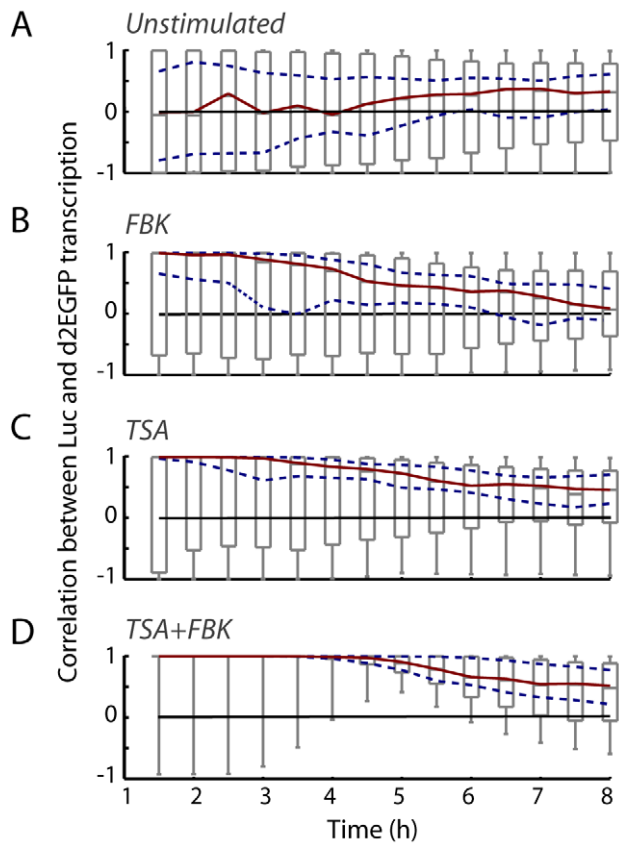 A
Unstimulated
1
0
-1
B
FBK
1
0
-1
C
TSA
1
0
-1
D
TSA+FBK
1
0
-1
1 2 3 4 5 6 7 8
Time (h)
Correlation between Luc and d2EGFP transcription